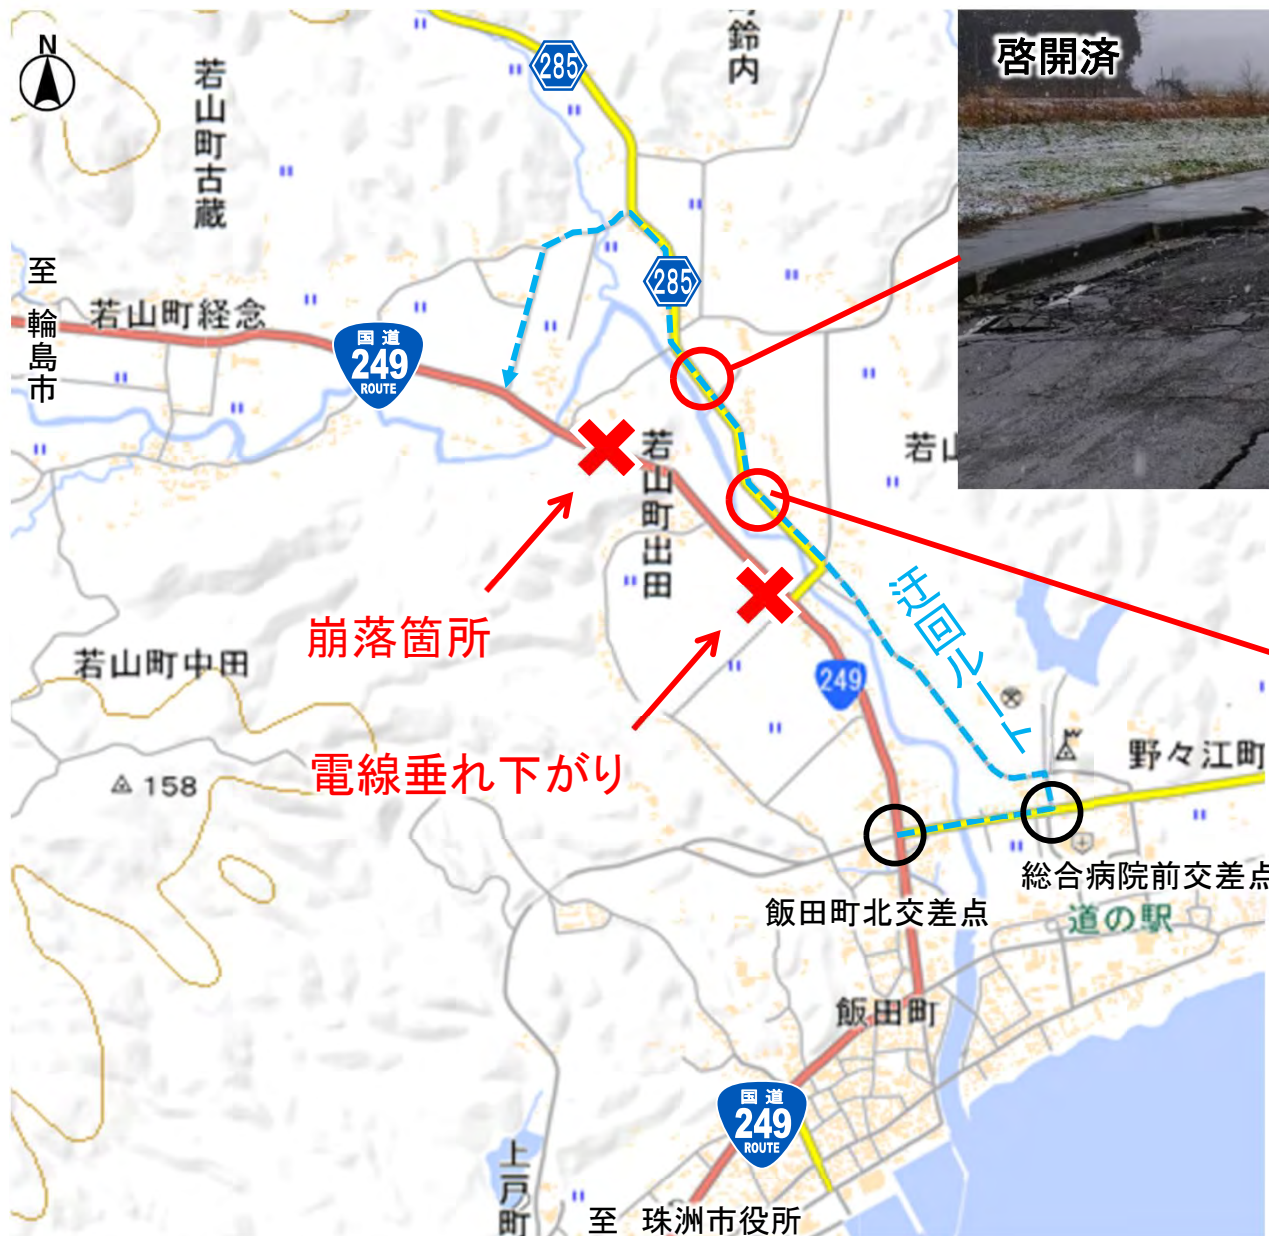 N
285
鈴内
啓開済
若山町古蔵
至 輪島市
若山町経念
285
国道
249
ROUTE
若山町出田
若山
崩落箇所
迂回ルート
若山町中田
249
電線垂れ下がり
野々江町
158
総合病院前交差点
飯田町北交差点
道の駅
飯田町
国道
249
ROUTE
上戸町
至 珠洲市役所